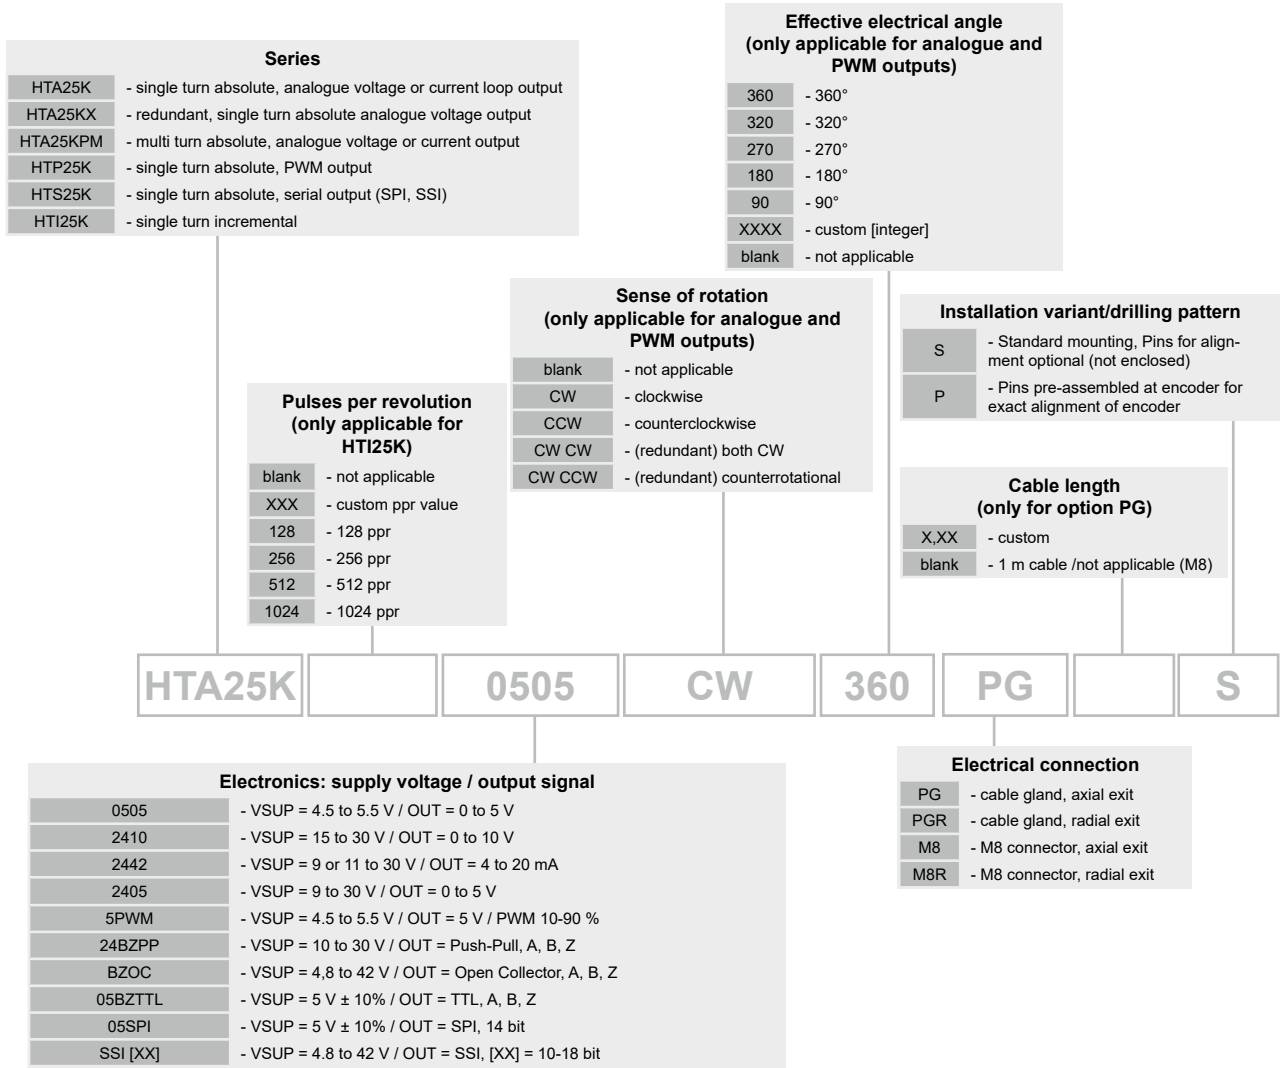 Series
HTA25K - single turn absolute, analogue voltage or current loop output
HTA25KX - redundant, single turn absolute analogue voltage output
HTA25KPM - multi turn absolute, analogue voltage or current output
HTP25K - single turn absolute, PWM output
HTS25K - single turn absolute, serial output (SPI, SSI)
HTI25K - single turn incremental
Effective electrical angle
(only applicable for analogue and
PWM outputs)
360 - 360°
320 - 320°
270 - 270°
180 - 180°
90 - 90°
XXXX - custom [integer]
blank - not applicable
Sense of rotation
(only applicable for analogue and
PWM outputs)
blank - not applicable
CW - clockwise
CCW - counterclockwise
CW CW - (redundant) both CW
CW CCW - (redundant) counterrotational
Installation variant/drilling pattern
S - Standard mounting, Pins for align-
ment optional (not enclosed)
P - Pins pre-assembled at encoder for
exact alignment of encoder
Pulses per revolution
(only applicable for
HTI25K)
blank - not applicable
XXX - custom ppr value
128 - 128 ppr
256 - 256 ppr
512 - 512 ppr
1024 - 1024 ppr
Cable length
(only for option PG)
X,XX - custom
blank - 1 m cable /not applicable (M8)
HTA25K 0505 CW 360 PG S
Electronics: supply voltage / output signal
0505 - VSUP = 4.5 to 5.5 V / OUT = 0 to 5 V
2410 - VSUP = 15 to 30 V / OUT = 0 to 10 V
2442 - VSUP = 9 or 11 to 30 V / OUT = 4 to 20 mA
2405 - VSUP = 9 to 30 V / OUT = 0 to 5 V
5PWM - VSUP = 4.5 to 5.5 V / OUT = 5 V / PWM 10-90 %
24BZPP - VSUP = 10 to 30 V / OUT = Push-Pull, A, B, Z
BZOC - VSUP = 4,8 to 42 V / OUT = Open Collector, A, B, Z
05BZTTL - VSUP = 5 V ± 10% / OUT = TTL, A, B, Z
05SPI - VSUP = 5 V ± 10% / OUT = SPI, 14 bit
SSI [XX] - VSUP = 4.8 to 42 V / OUT = SSI, [XX] = 10-18 bit
Electrical connection
PG - cable gland, axial exit
PGR - cable gland, radial exit
M8 - M8 connector, axial exit
M8R - M8 connector, radial exit